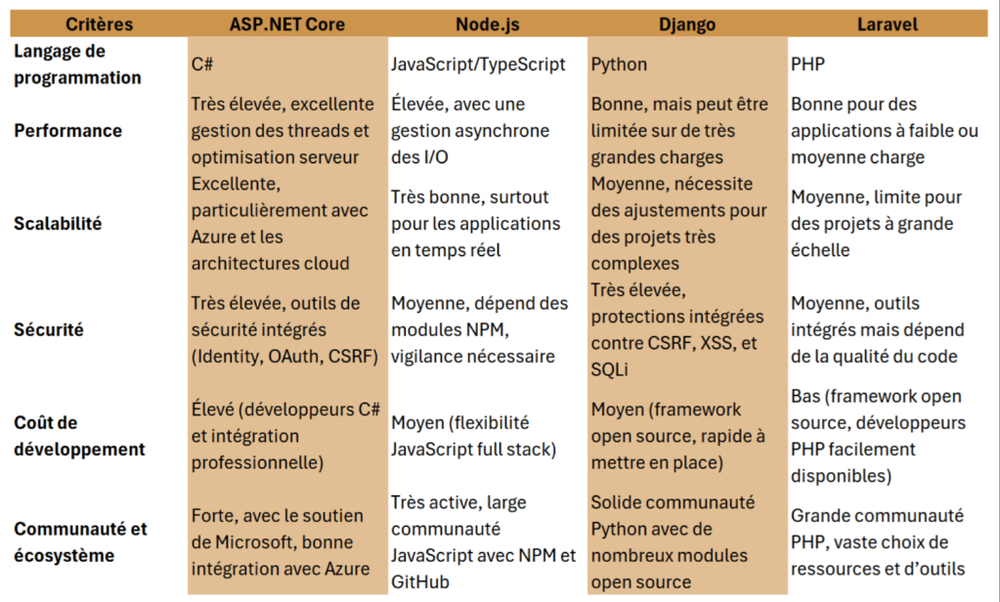 Critères ASP.NET Core Node.js Django Laravel
Langage de
programmation
C#
JavaScript/TypeScript
Python
PHP
Performance
Très élevée, excellente
gestion des threads et
optimisation serveur
Élevée, avec une
gestion asynchrone
des I/O
Bonne, mais peut être
limitée sur de très
grandes charges
Bonne pour des
applications à faible ou
moyenne charge
Scalabilité
Excellente,
particulièrement avec
Azure et les
architectures cloud
Très bonne, surtout
pour les applications
en temps réel
Moyenne, nécessite
des ajustements pour
des projets très
complexes
Moyenne, limite pour
des projets à grande
échelle
Sécurité
Très élevée, outils de
sécurité intégrés
(Identity, OAuth, CSRF)
Moyenne, dépend des
modules NPM,
vigilance nécessaire
Très élevée,
protections intégrées
contre CSRF, XSS, et
SQLi
Moyenne, outils
intégrés mais dépend
de la qualité du code
Coût de
développement
Élevé (développeurs C#
et intégration
professionnelle)
Moyen (flexibilité
JavaScript full stack)
Moyen (framework
open source, rapide à
mettre en place)
Bas (framework open
source, développeurs
PHP facilement
disponibles)
Communauté et
écosystème
Forte, avec le soutien
de Microsoft, bonne
intégration avec Azure
Très active, large
communauté
JavaScript avec NPM et
GitHub
Solide communauté
Python avec de
nombreux modules
open source
Grande communauté
PHP, vaste choix de
ressources et d’outils